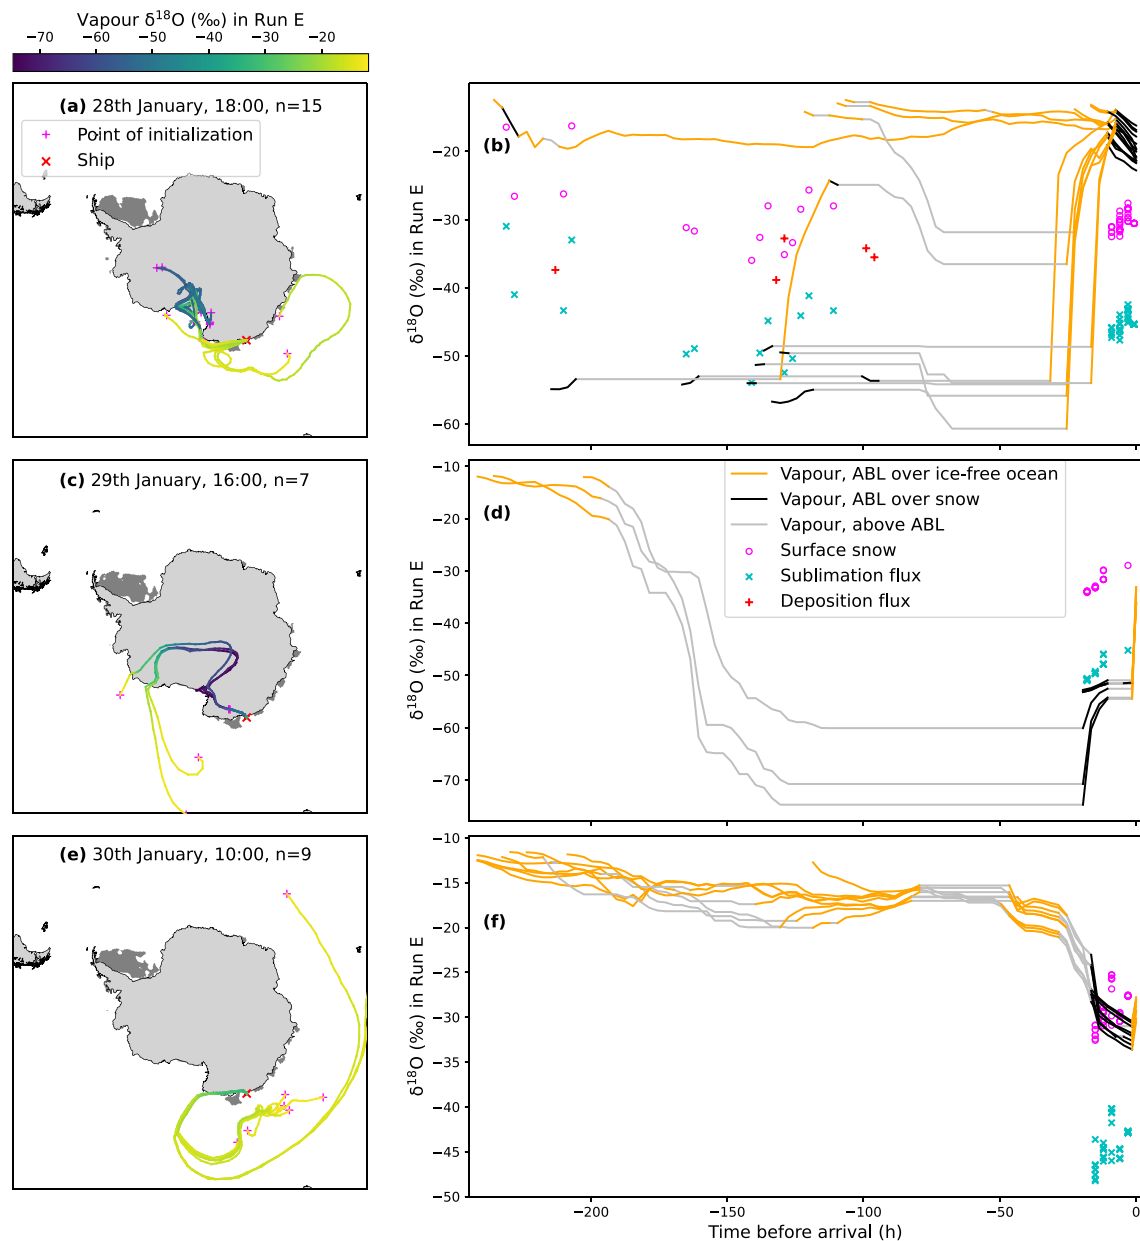 Vapour δ¹⁸O (‰) in Run E
−70 −60 −50 −40 −30 −20
(a) 28th January, 18:00, n=15
Point of initialization
Ship
(b)
−20
−30
−40
−50
−60
δ¹⁸O (‰) in Run E
(c) 29th January, 16:00, n=7
(d)
−10
−20
−30
−40
−50
−60
−70
δ¹⁸O (‰) in Run E
Vapour, ABL over ice-free ocean
Vapour, ABL over snow
Vapour, above ABL
Surface snow
Sublimation flux
Deposition flux
(e) 30th January, 10:00, n=9
(f)
−10
−15
−20
−25
−30
−35
−40
−45
−50
δ¹⁸O (‰) in Run E
−200 −150 −100 −50 0
Time before arrival (h)